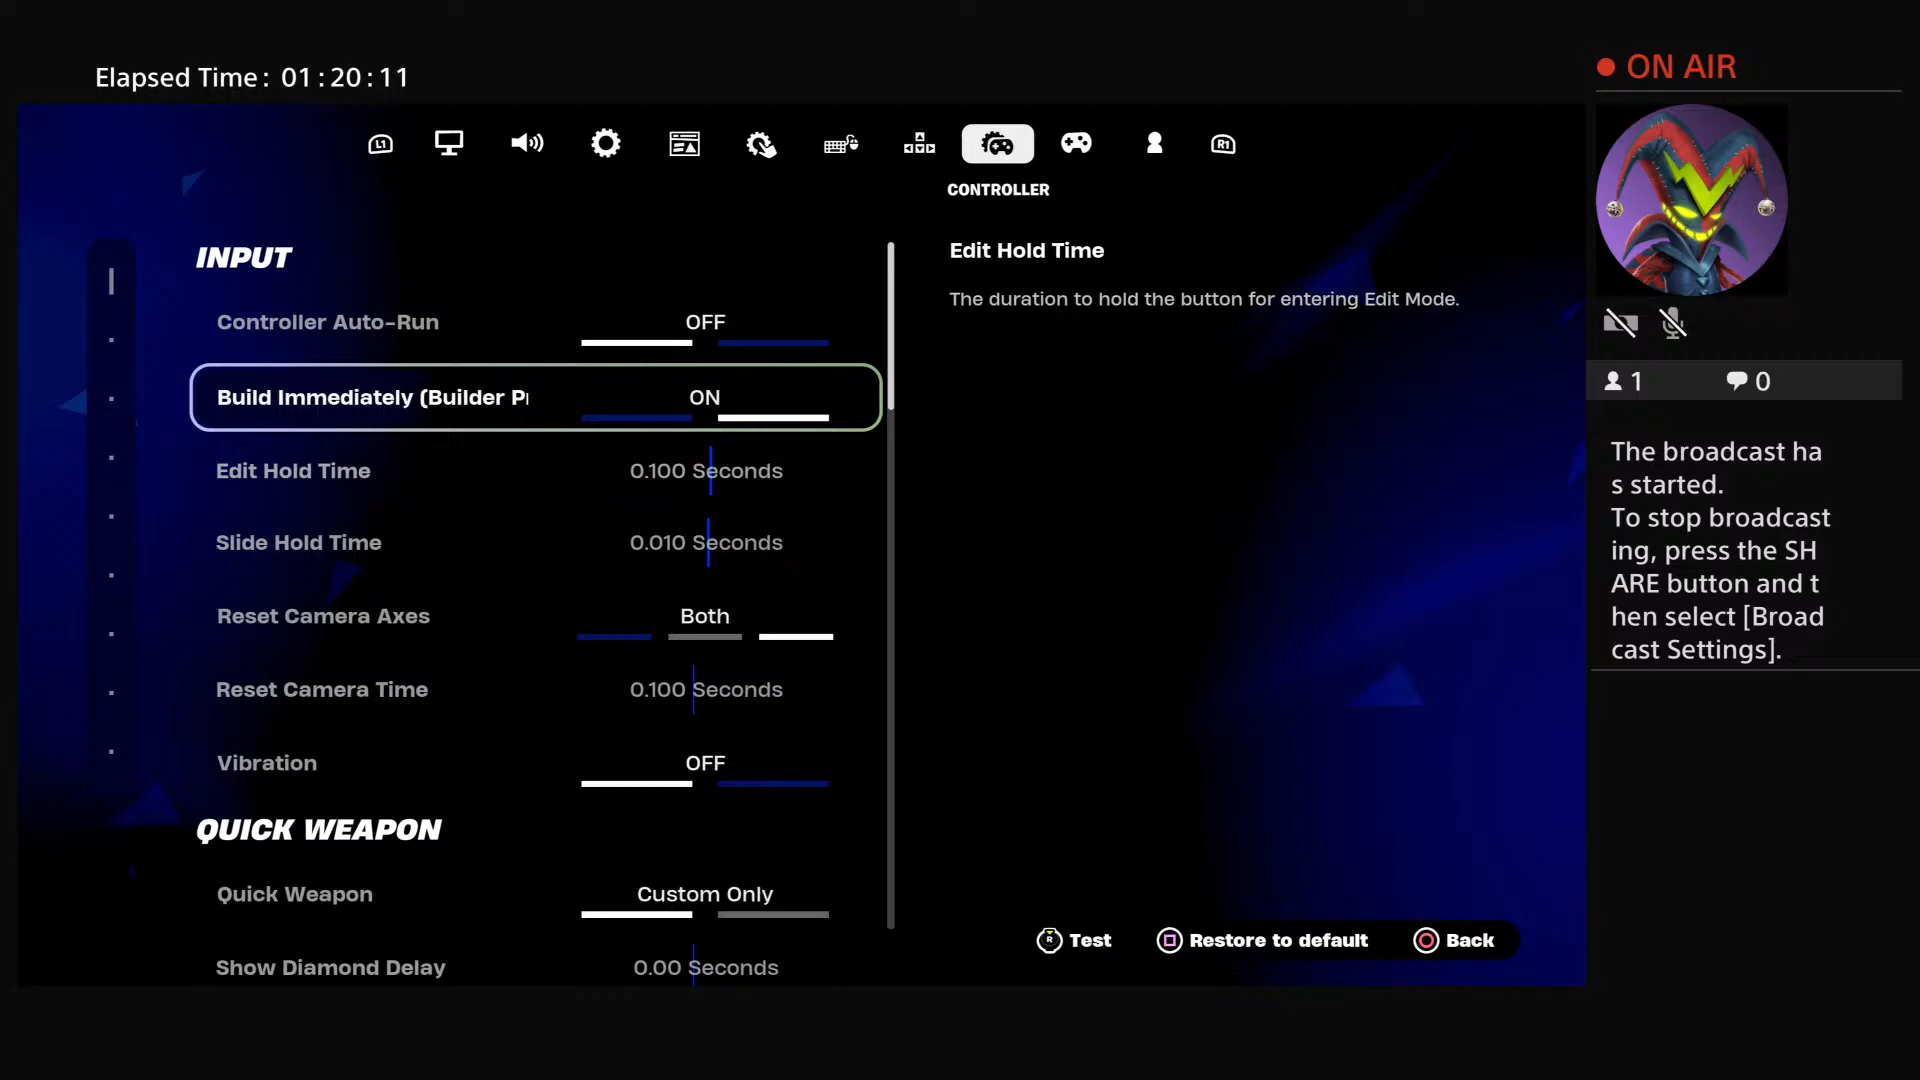 Elapsed Time: 01:20:11
ON AIR
L1
R1
CONTROLLER
INPUT
Controller Auto-Run
OFF
Build Immediately (Builder Pr
ON
Edit Hold Time
0.100 Seconds
Slide Hold Time
0.010 Seconds
Reset Camera Axes
Both
Reset Camera Time
0.100 Seconds
Vibration
OFF
QUICK WEAPON
Quick Weapon
Custom Only
Show Diamond Delay
0.00 Seconds
Edit Hold Time
The duration to hold the button for entering Edit Mode.
R Test
Restore to default
Back
1
0
The broadcast ha
s started.
To stop broadcast
ing, press the SH
ARE button and t
hen select [Broad
cast Settings].